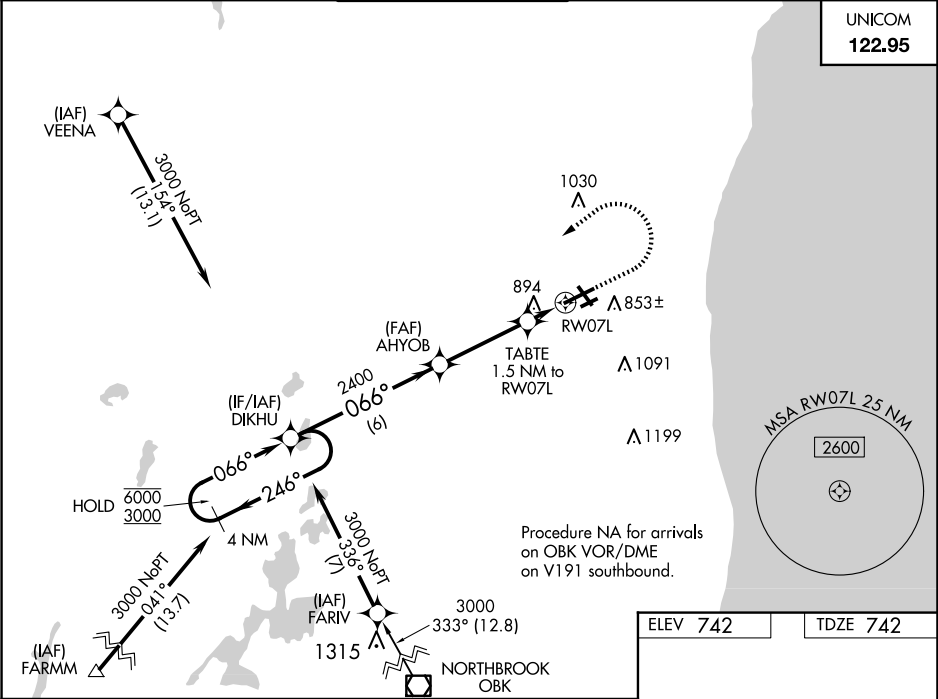 UNICOM
122.95
(IAF)
VEENA
3000 NoPT
154°
(13.1)
1030
894
853±
RW07L
(FAF)
AHYOB
TABTE
1.5 NM to
RW07L
1091
2400
066°
(6)
(IF/IAF)
DIKHU
1199
MSA RW07L 25 NM
2600
066°
246°
HOLD
6000
3000
4 NM
3000 NoPT
336°
(7)
Procedure NA for arrivals
on OBK VOR/DME
on V191 southbound.
3000 NoPT
041°
(13.7)
(IAF)
FARIV
1315
3000
333° (12.8)
(IAF)
FARMM
NORTHBROOK
OBK
ELEV 742
TDZE 742